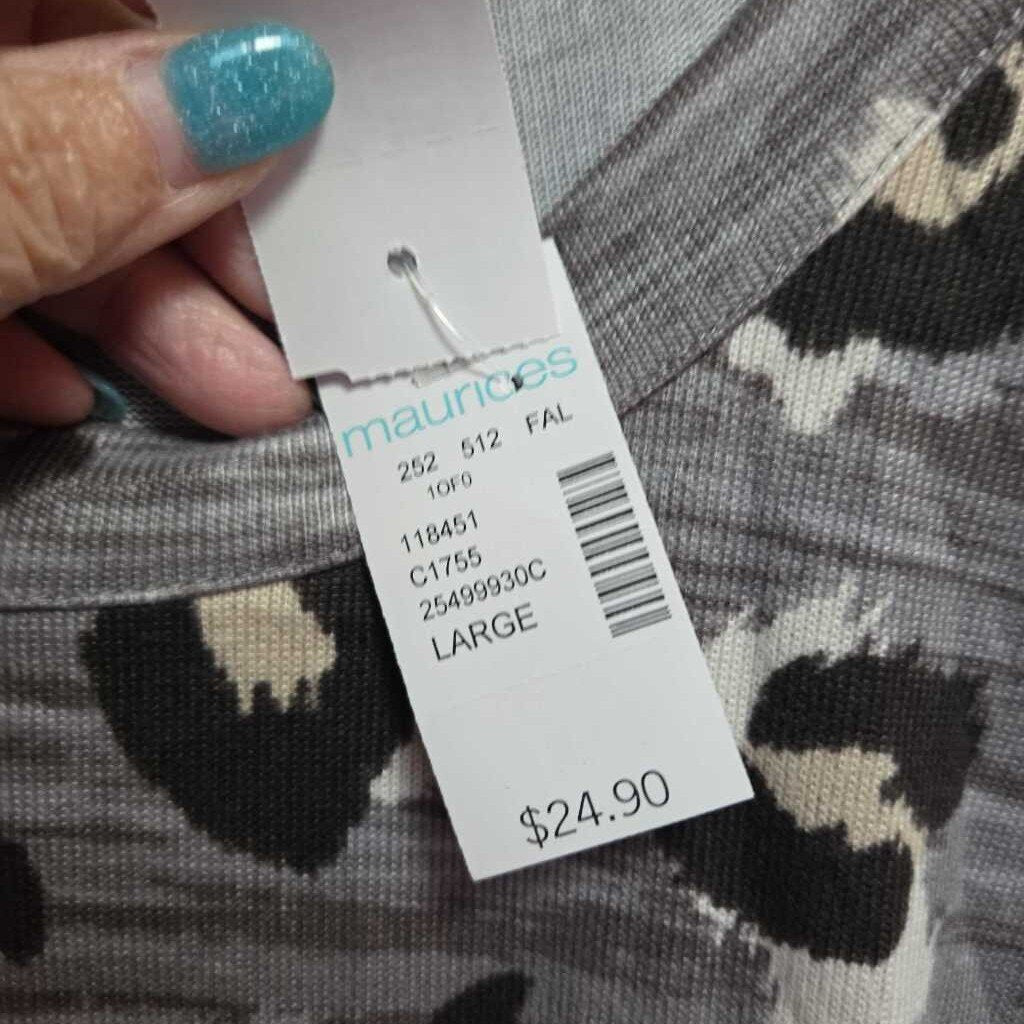 maurices
252 512 FAL
1OF0
118451
C1755
25499930C
LARGE
$24.90